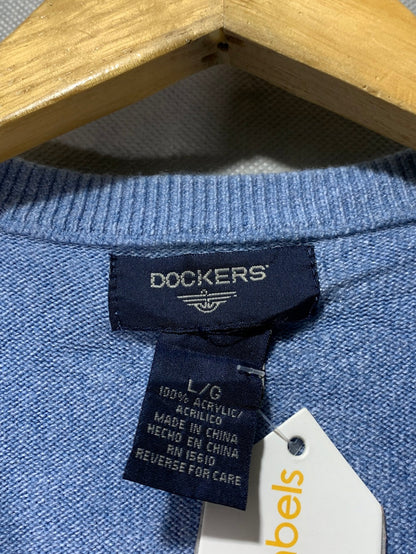 DOCKERS®
L/G
100% ACRYLIC/
ACRILICO
MADE IN CHINA
HECHO EN CHINA
RN 15610
REVERSE FOR CARE
bels